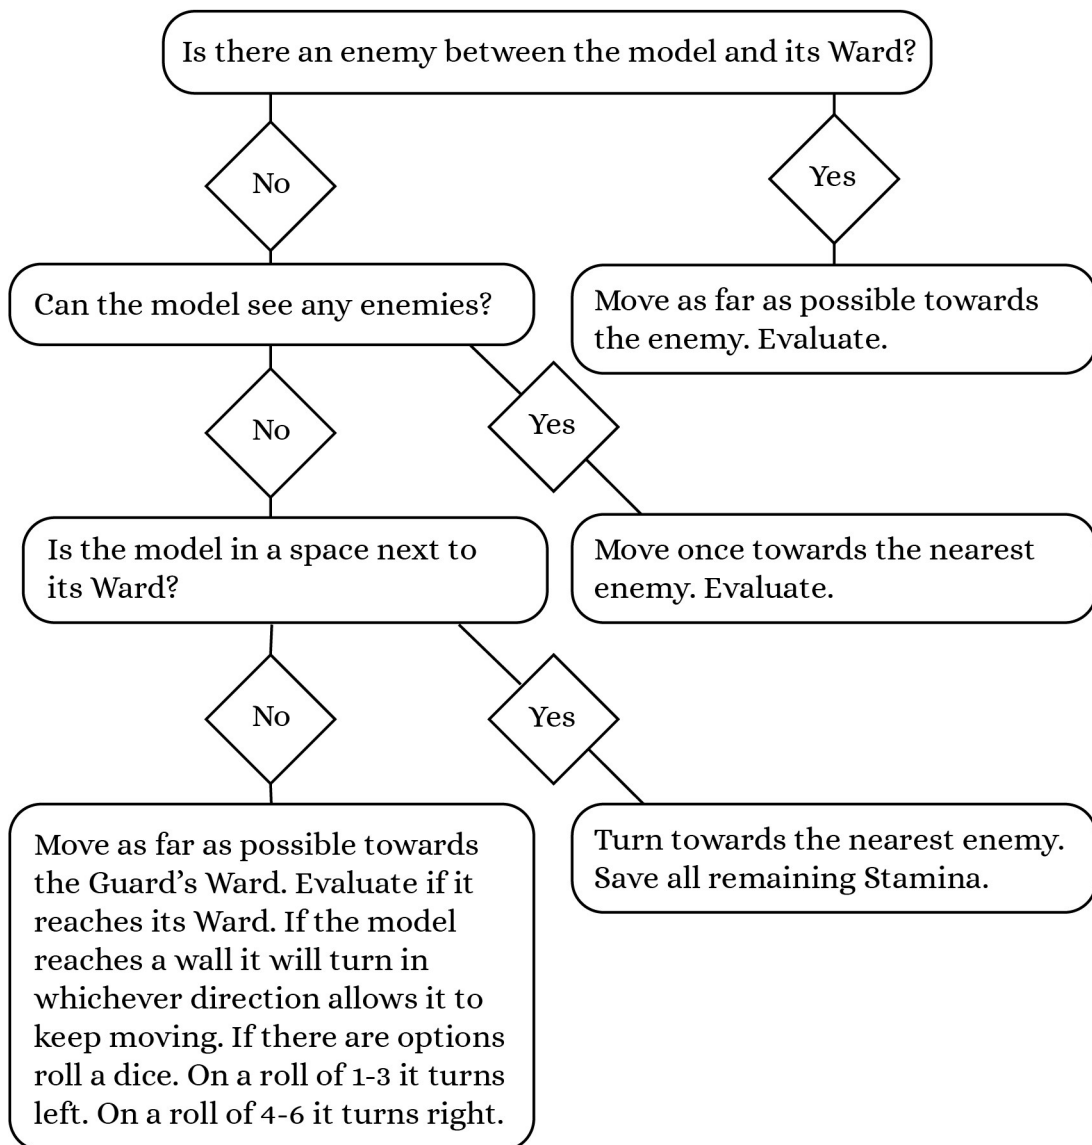 Is there an enemy between the model and its Ward?
No
Yes
Can the model see any enemies?
Move as far as possible towards
the enemy. Evaluate.
No
Yes
Is the model in a space next to
its Ward?
Move once towards the nearest
enemy. Evaluate.
No
Yes
Move as far as possible towards
the Guard’s Ward. Evaluate if it
reaches its Ward. If the model
reaches a wall it will turn in
whichever direction allows it to
keep moving. If there are options
roll a dice. On a roll of 1-3 it turns
left. On a roll of 4-6 it turns right.
Turn towards the nearest enemy.
Save all remaining Stamina.